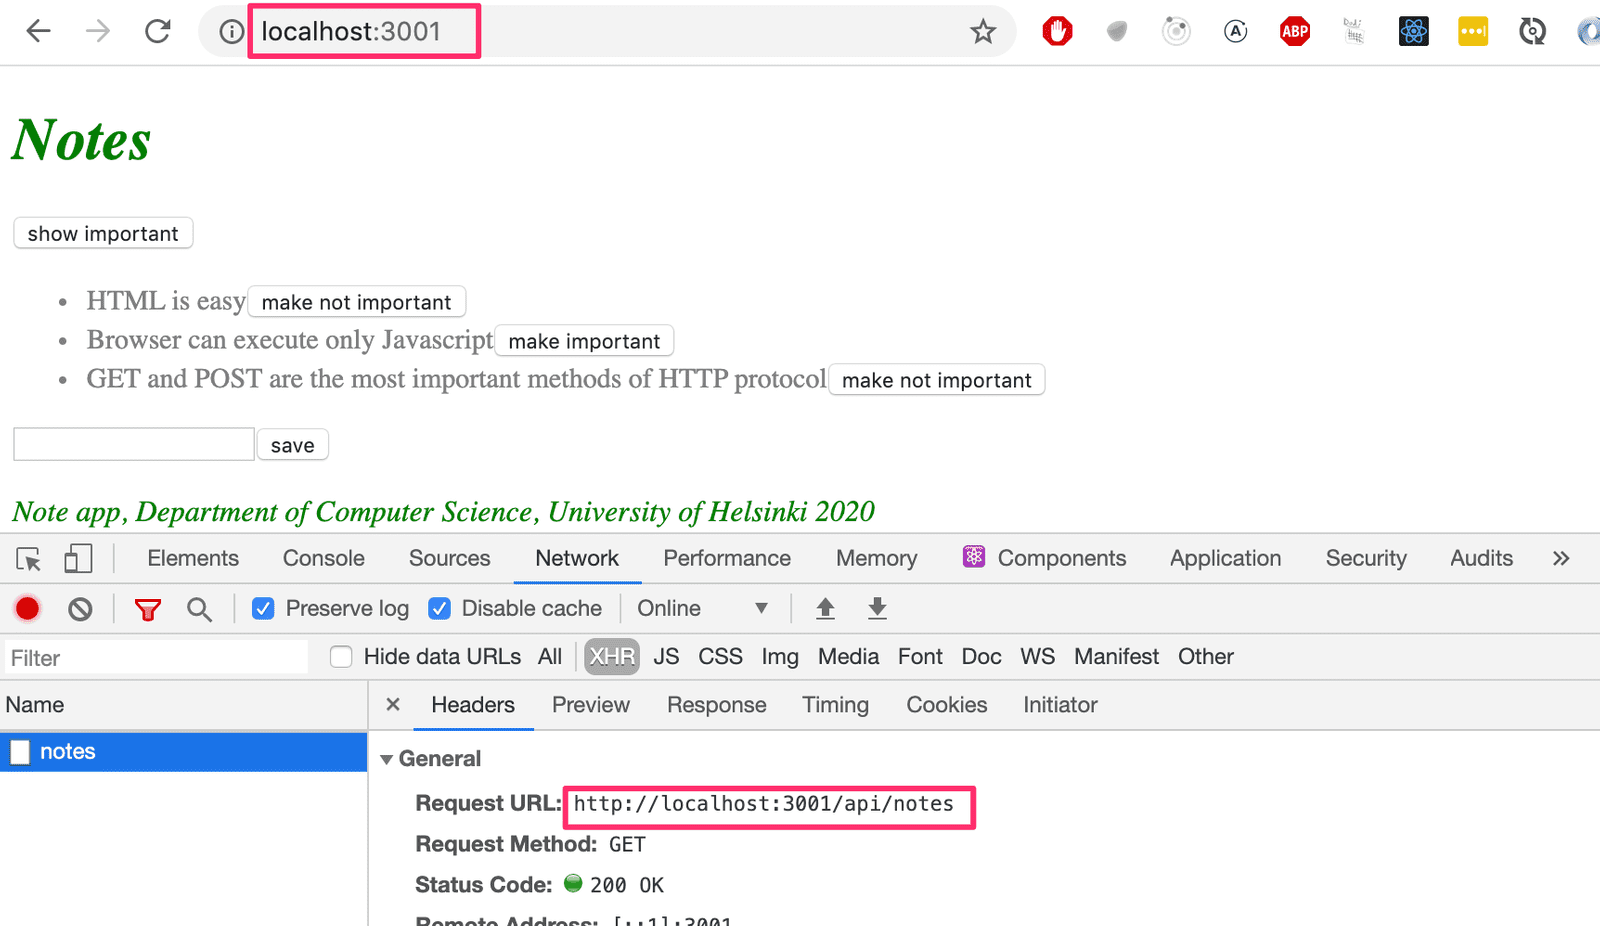 localhost:3001
ABP
Notes
show important
HTML is easy make not important
Browser can execute only Javascript make important
GET and POST are the most important methods of HTTP protocol make not important
save
Note app, Department of Computer Science, University of Helsinki 2020
Elements Console Sources Network Performance Memory Components Application Security Audits »
Preserve log Disable cache Online
Filter Hide data URLs All XHR JS CSS Img Media Font Doc WS Manifest Other
Name × Headers Preview Response Timing Cookies Initiator
notes
General
Request URL: http://localhost:3001/api/notes
Request Method: GET
Status Code: 200 OK
Remote Address: [::1]:3001